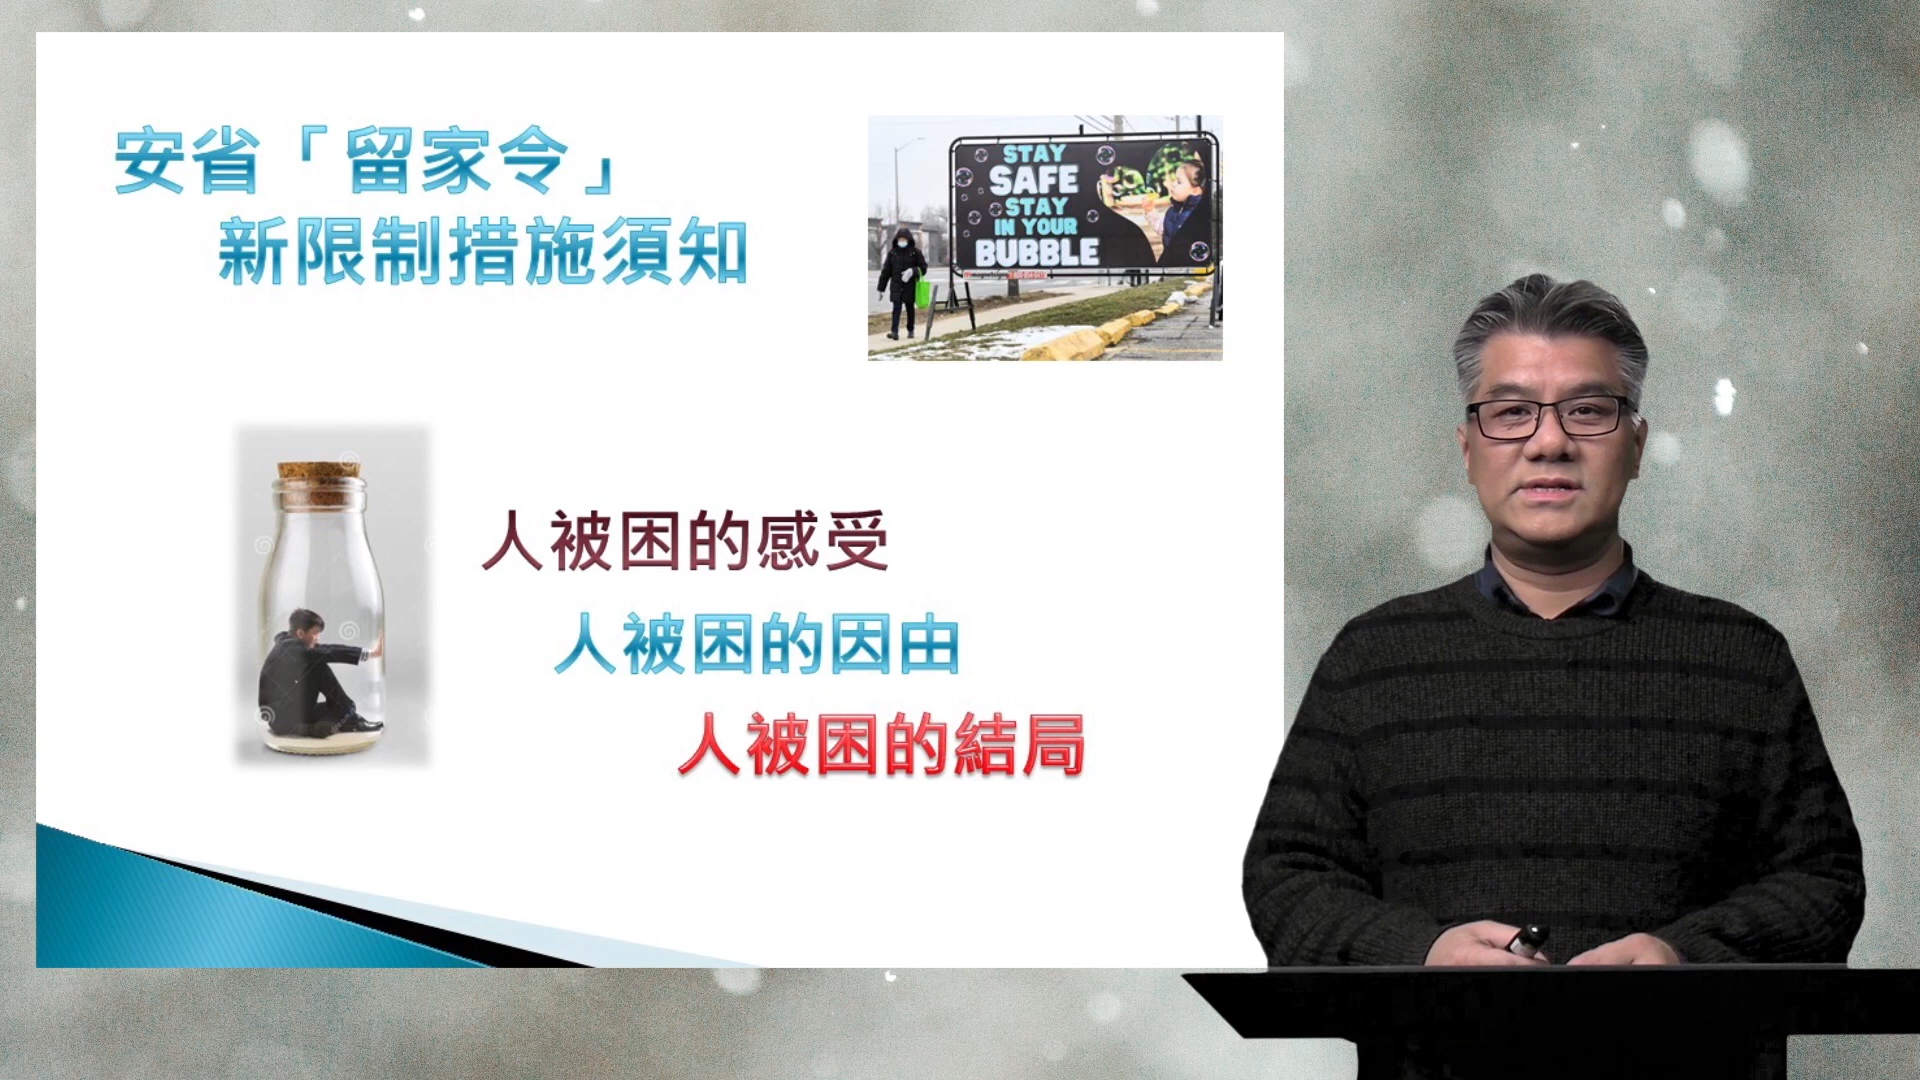 安省「留家令」
新限制措施須知
STAY
SAFE
STAY
IN YOUR
BUBBLE
人被困的感受
人被困的因由
人被困的結局